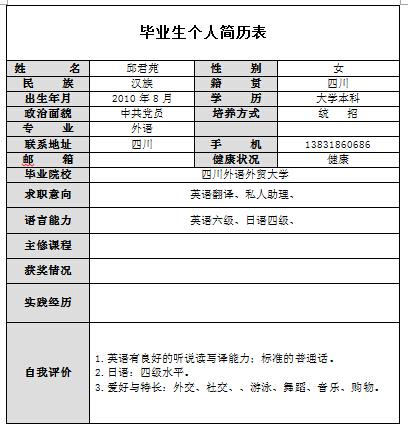 毕业生个人简历表
姓 名 邱君苑 性 别 女
民 族 汉族 籍 贯 四川
出生年月 2010年8月 学 历 大学本科
政治面貌 中共党员 培养方式 统 招
专 业 外语
联系地址 四川 手 机 13831860686
邮 箱 健康状况 健康
毕业院校 四川外语外贸大学
求职意向 英语翻译、私人助理、
语言能力 英语六级、日语四级、
主修课程
获奖情况
实践经历
自我评价
1. 英语有良好的听说读写译能力；标准的普通话。
2. 日语：四级水平。
3. 爱好与特长：外交、社交、、游泳、舞蹈、音乐、购物。